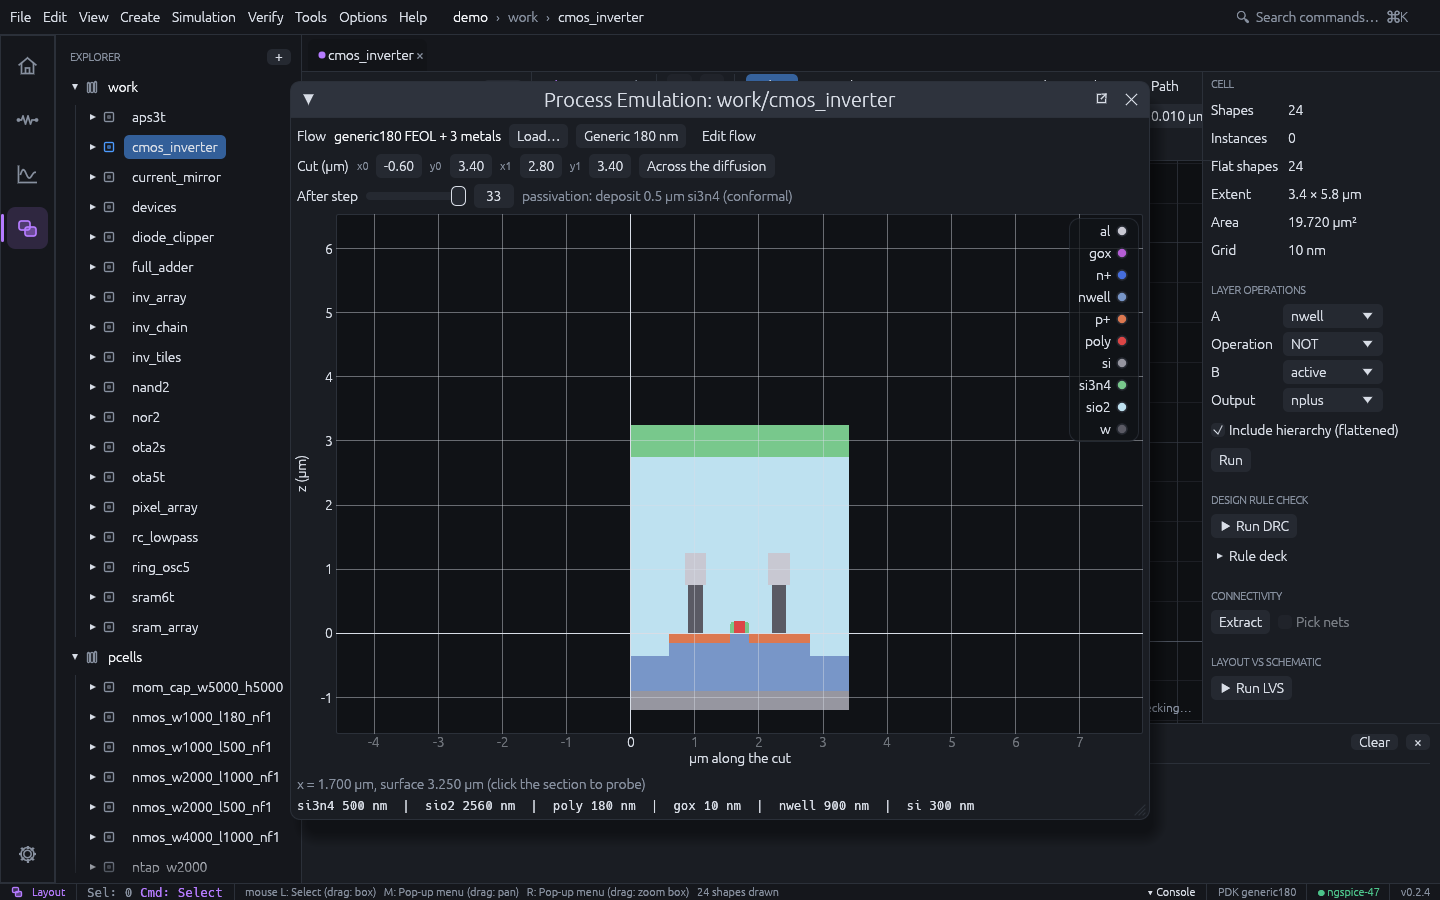 File Edit View Create Simulation Verify Tools Options Help demo › work › cmos_inverter Search commands... ⌘K
EXPLORER +
cmos_inverter ×
work
aps3t
cmos_inverter
current_mirror
devices
diode_clipper
full_adder
inv_array
inv_chain
inv_tiles
nand2
nor2
ota2s
ota5t
pixel_array
rc_lowpass
ring_osc5
sram6t
sram_array
pcells
mom_cap_w5000_h5000
nmos_w1000_l180_nf1
nmos_w1000_l500_nf1
nmos_w2000_l1000_nf1
nmos_w2000_l500_nf1
nmos_w4000_l1000_nf1
ntap_w2000
Process Emulation: work/cmos_inverter
Flow generic180 FEOL + 3 metals Load... Generic 180 nm Edit flow
Cut (µm) x0 -0.60 y0 3.40 x1 2.80 y1 3.40 Across the diffusion
After step 33 passivation: deposit 0.5 µm si3n4 (conformal)
6
5
4
3
2
1
0
-1
z (µm)
al
gox
n+
nwell
p+
poly
si
si3n4
sio2
w
-4 -3 -2 -1 0 1 2 3 4 5 6 7
µm along the cut
x = 1.700 µm, surface 3.250 µm (click the section to probe)
si3n4 500 nm | sio2 2560 nm | poly 180 nm | gox 10 nm | nwell 900 nm | si 300 nm
Path
0.010 µm
ecking...
CELL
Shapes 24
Instances 0
Flat shapes 24
Extent 3.4 × 5.8 µm
Area 19.720 µm²
Grid 10 nm
LAYER OPERATIONS
A nwell
Operation NOT
B active
Output nplus
Include hierarchy (flattened)
Run
DESIGN RULE CHECK
Run DRC
Rule deck
CONNECTIVITY
Extract Pick nets
LAYOUT VS SCHEMATIC
Run LVS
Clear ×
Layout Sel: 0 Cmd: Select mouse L: Select (drag: box) M: Pop-up menu (drag: pan) R: Pop-up menu (drag: zoom box) 24 shapes drawn Console PDK generic180 ngspice-47 v0.2.4